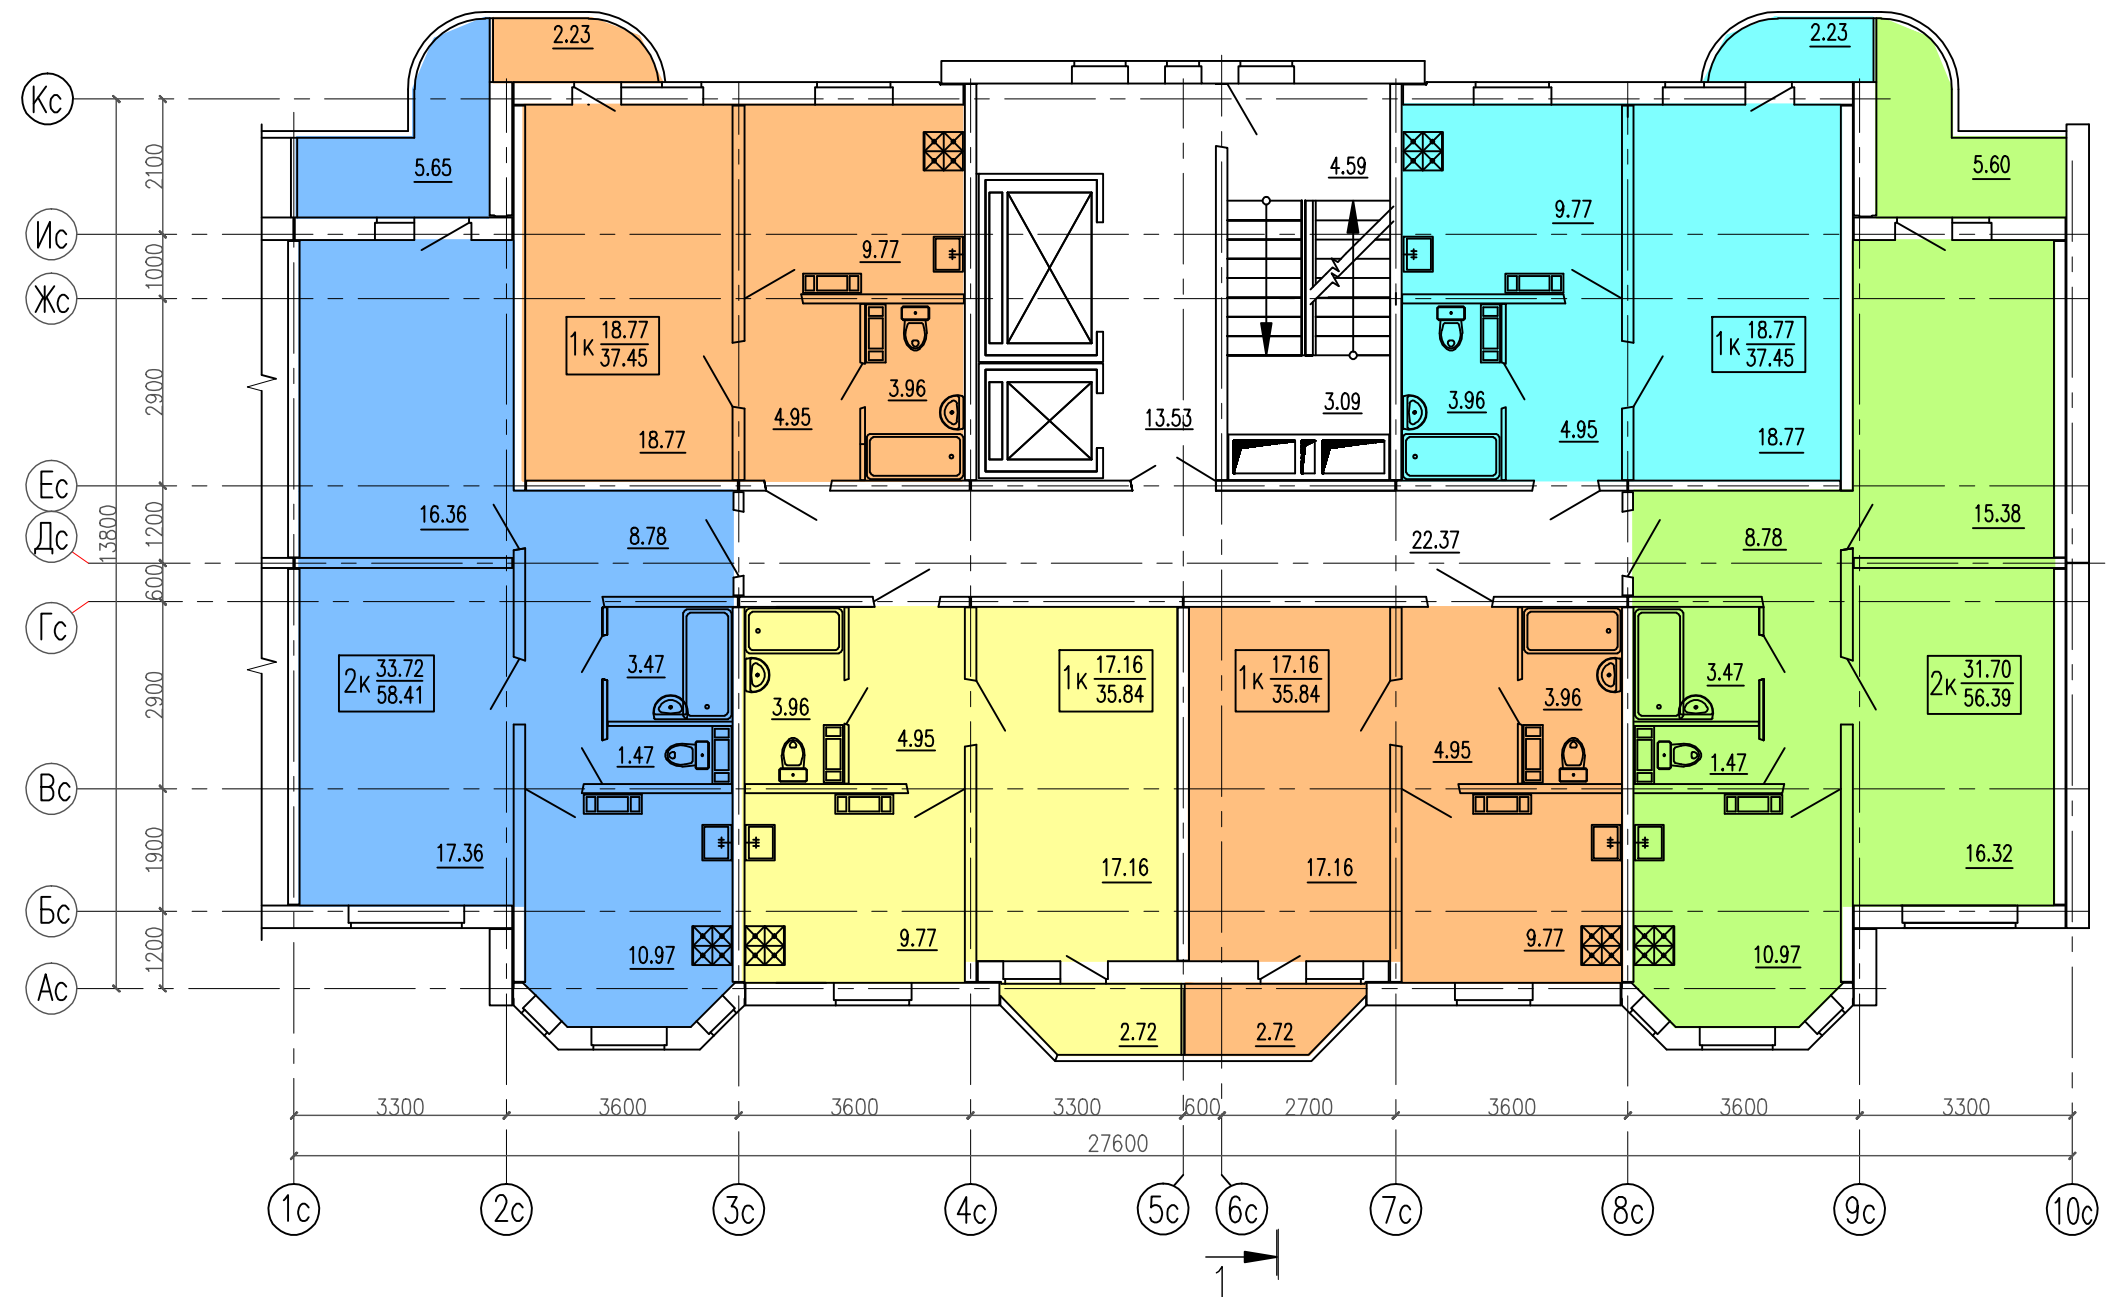 2.23
2.23
Кс
2100
5.65
4.59
5.60
Ис
9.77
9.77
1000
Жс
1к 18.77
37.45
1к 18.77
37.45
2900
3.96
3.09
3.96
4.95
13.53
4.95
18.77
18.77
Ес
16.36
15.38
1200
13800
Дс
8.78
22.37
8.78
600
Гс
2к 33.72
58.41
3.47
1к 17.16
35.84
1к 17.16
35.84
3.47
2к 31.70
56.39
2900
3.96
3.96
4.95
4.95
1.47
1.47
Вс
1900
17.36
17.16
17.16
16.32
Бс
10.97
9.77
9.77
10.97
1200
Ас
2.72
2.72
3300
3600
3600
3300
600
2700
3600
3600
3300
27600
1с
2с
3с
4с
5с
6с
7с
8с
9с
10с
1